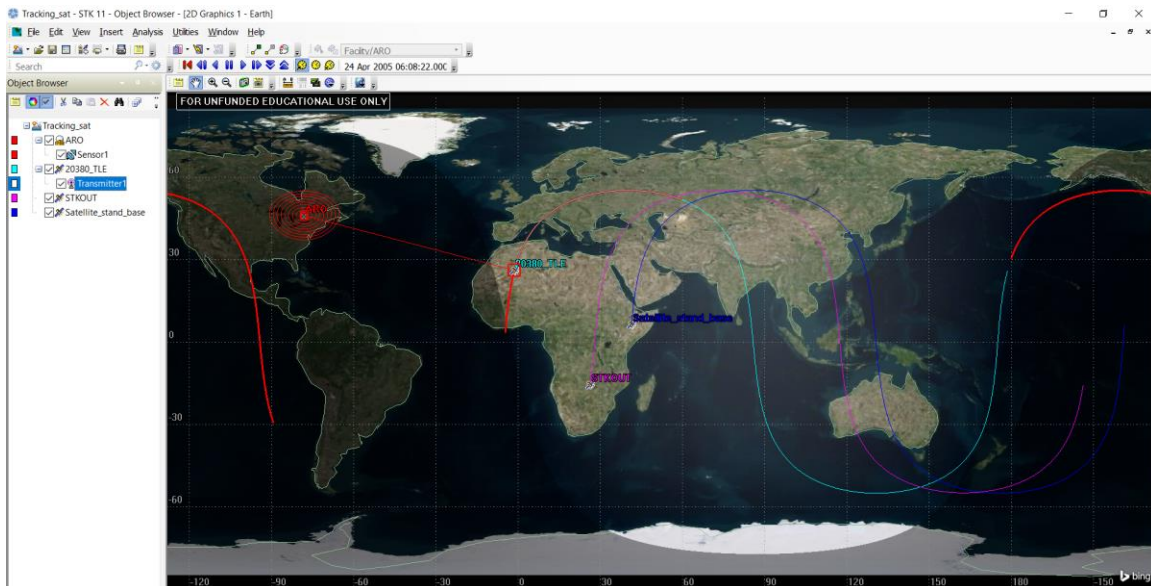 Tracking_sat - STK 11 - Object Browser - [2D Graphics 1 - Earth]
File Edit View Insert Analysis Utilities Window Help
Facility/ARO
Search
24 Apr 2005 06:08:22.00
Object Browser
FOR UNFUNDED EDUCATIONAL USE ONLY
Tracking_sat
ARO
Sensor1
20380_TLE
Transmitter1
STKOUT
Satellite_stand_base
60
30
20380_TLE
Satellite_stand_base
0
STKOUT
-30
-60
-120 -90 -60 -30 0 30 60 90 120 150 180 -150
bing